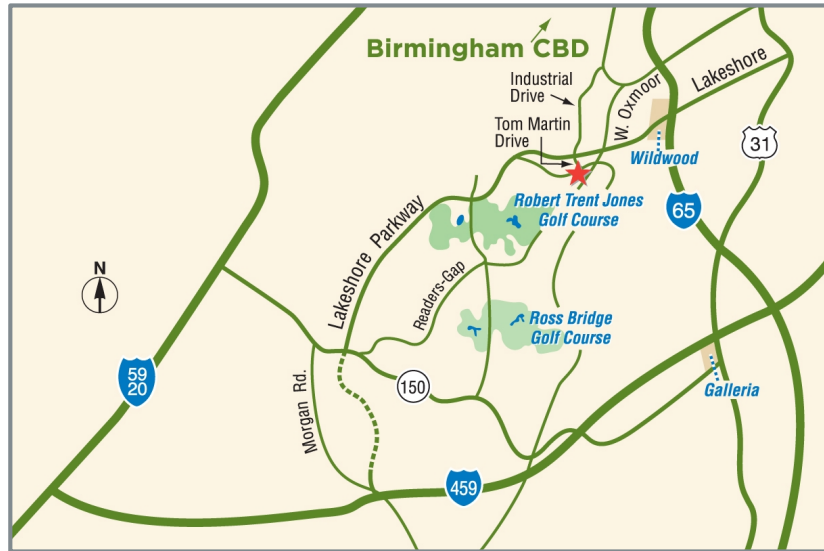 Birmingham CBD
Industrial
Drive
Tom Martin
Drive
W. Oxmoor
Lakeshore
31
Wildwood
65
Robert Trent Jones
Golf Course
N
Lakeshore Parkway
Readers-Gap
Ross Bridge
Golf Course
59
20
Morgan Rd.
150
Galleria
459